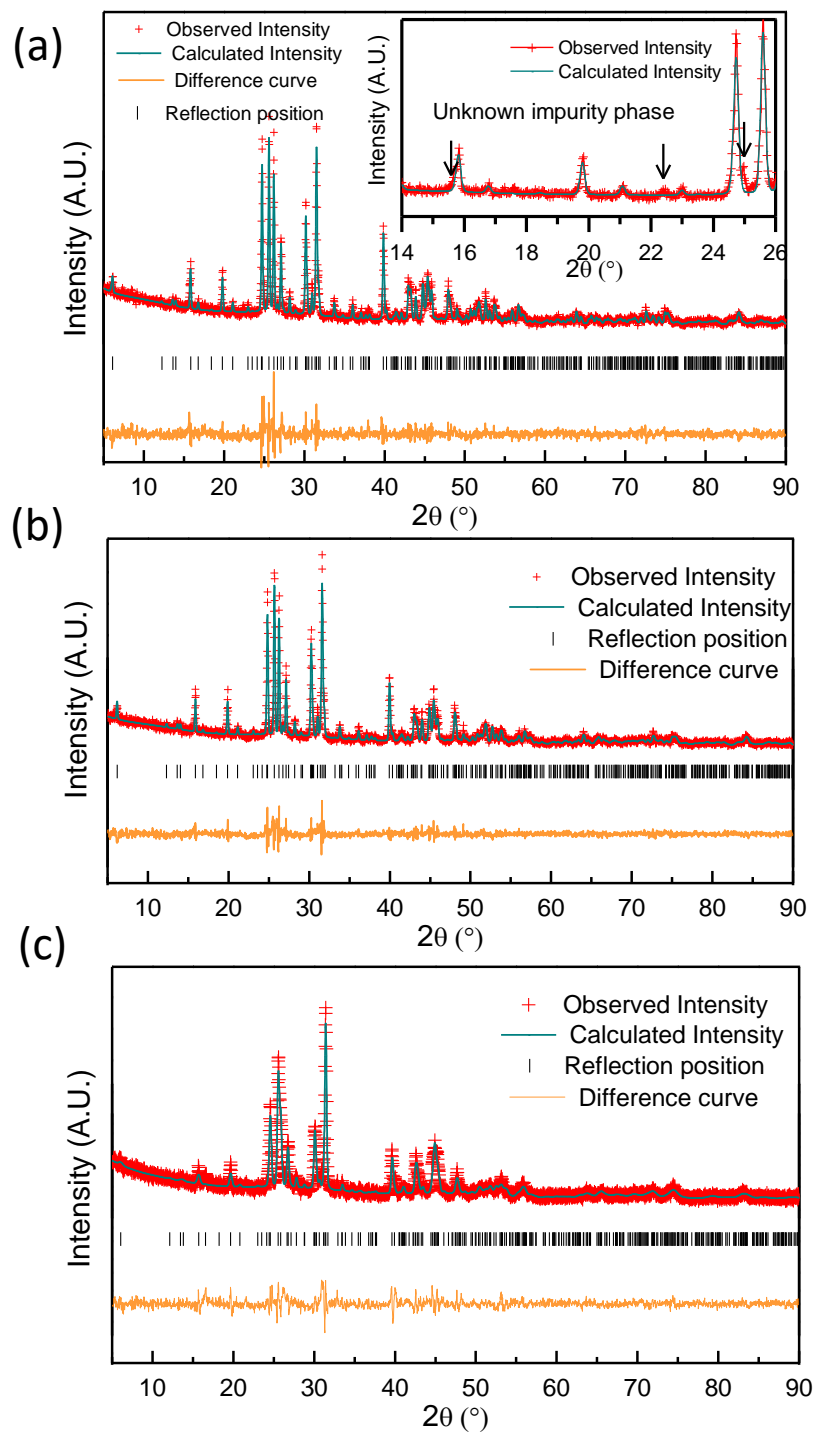 (a)
Observed Intensity
Calculated Intensity
Difference curve
Reflection position
Intensity (A.U.)
10 20 30 40 50 60 70 80 90
2θ (°)
Observed Intensity
Calculated Intensity
Unknown impurity phase
Intensity (A.U.)
14 16 18 20 22 24 26
2θ (°)
(b)
Observed Intensity
Calculated Intensity
Reflection position
Difference curve
Intensity (A.U.)
10 20 30 40 50 60 70 80 90
2θ (°)
(c)
Observed Intensity
Calculated Intensity
Reflection position
Difference curve
Intensity (A.U.)
10 20 30 40 50 60 70 80 90
2θ (°)